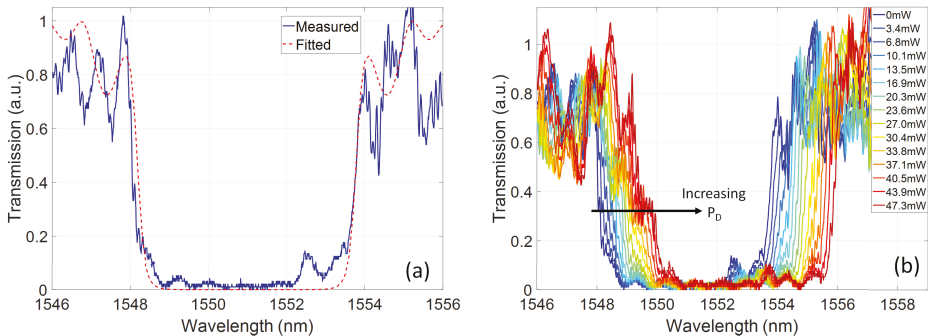 Transmission (a.u.)
1
0.8
0.6
0.4
0.2
0
(a)
Measured
Fitted
1546
1548
1550
1552
1554
1556
Wavelength (nm)
(a)
Transmission (a.u.)
1
0.8
0.6
0.4
0.2
0
(b)
Increasing
P_D
0mW
3.4mW
6.8mW
10.1mW
13.5mW
16.9mW
20.3mW
23.6mW
27.0mW
30.4mW
33.8mW
37.1mW
40.5mW
43.9mW
47.3mW
1546
1548
1550
1552
1554
1556
1558
Wavelength (nm)
(b)